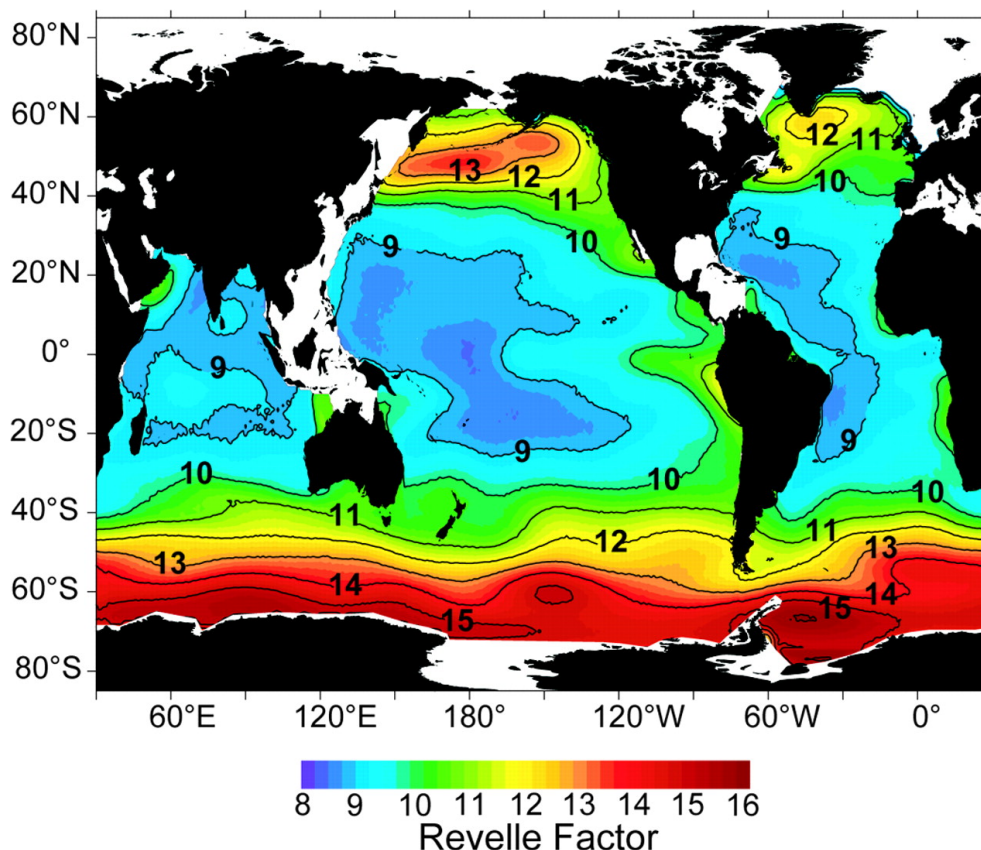 80°N
60°N
12 11
13 12 10
40°N 11
9 10 9
20°N
0° 9
20°S 9 9
10 10 10
40°S 11 12 11
13 13
60°S 14 14
15 15
80°S
60°E 120°E 180° 120°W 60°W 0°
8 9 10 11 12 13 14 15 16
Revelle Factor